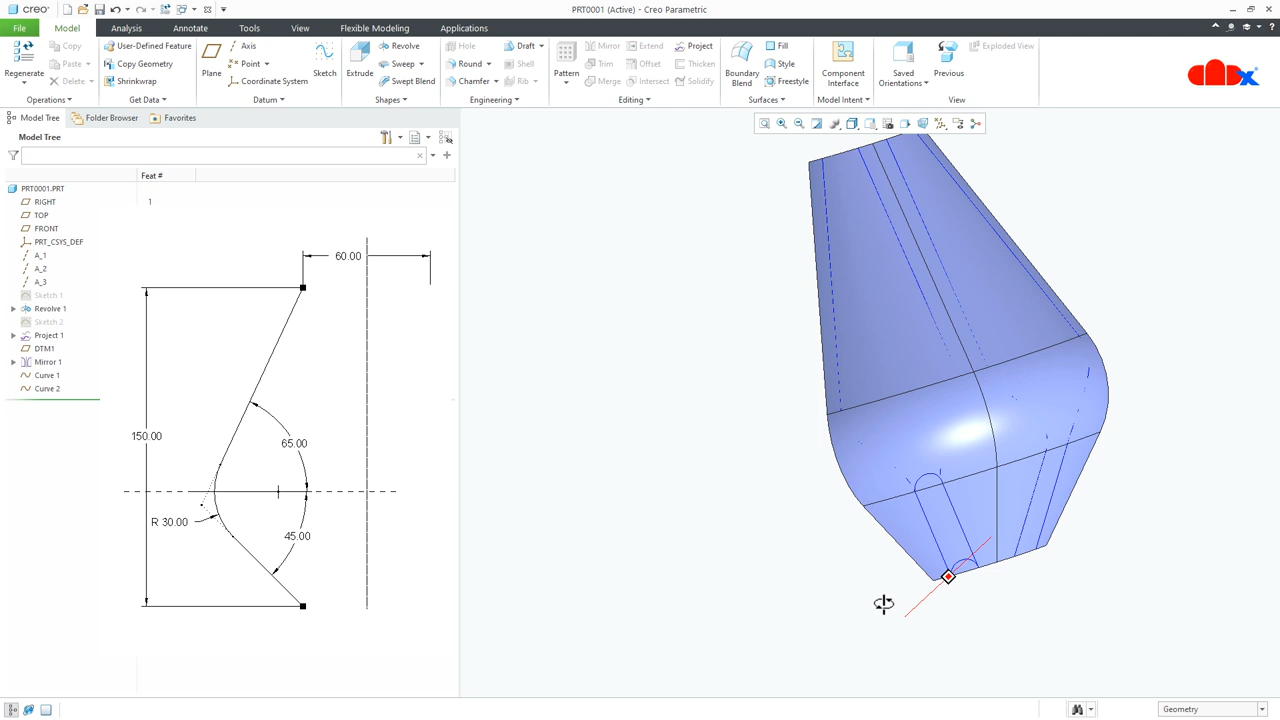 creo
PRT0001 (Active) - Creo Parametric
File Model Analysis Annotate Tools View Flexible Modeling Applications
Regenerate
Operations
Copy
Paste
Delete
User-Defined Feature
Copy Geometry
Shrinkwrap
Get Data
Plane
Axis
Point
Coordinate System
Sketch
Datum
Extrude
Revolve
Sweep
Swept Blend
Shapes
Hole
Round
Chamfer
Draft
Shell
Rib
Engineering
Pattern
Mirror
Trim
Merge
Extend
Offset
Intersect
Project
Thicken
Solidify
Editing
Boundary
Blend
Fill
Style
Freestyle
Surfaces
Component
Interface
Model Intent
Saved
Orientations
Previous
Exploded View
View
Model Tree Folder Browser Favorites
Model Tree
Feat #
PRT0001.PRT
RIGHT 1
TOP
FRONT
PRT_CSYS_DEF
A_1
A_2
A_3
Sketch 1
Revolve 1
Sketch 2
Project 1
DTM1
Mirror 1
Curve 1
Curve 2
60.00
150.00
65.00
R 30.00
45.00
Geometry